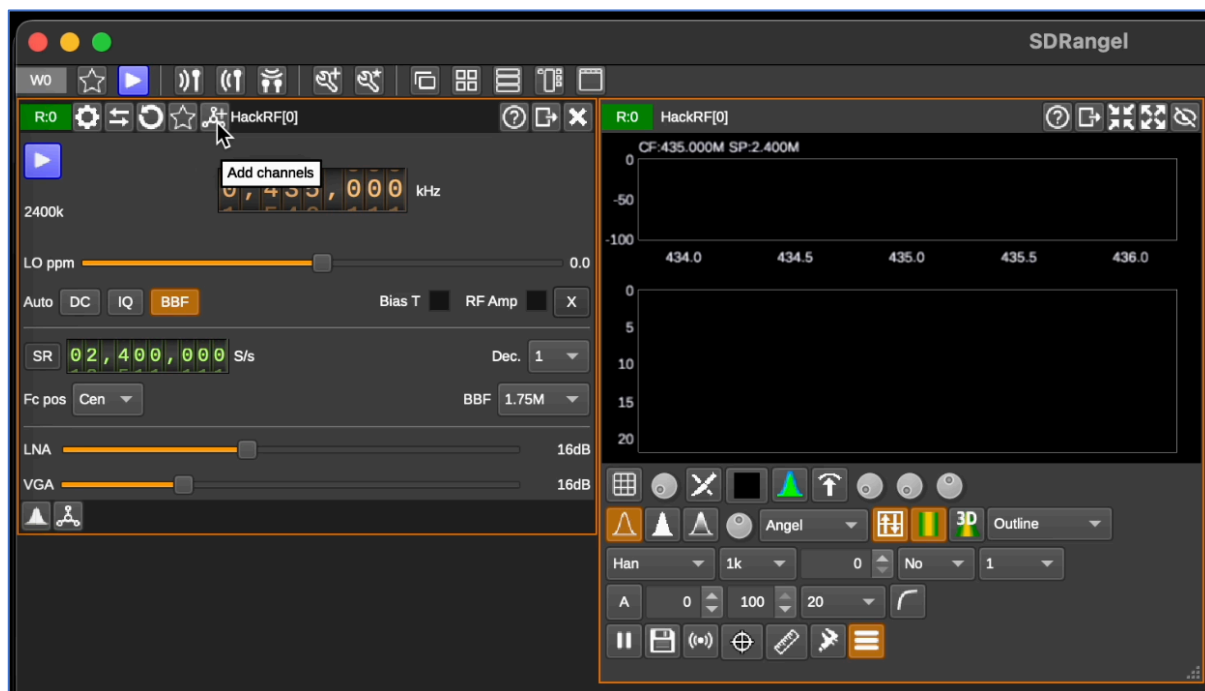 SDRangel
W0
R:0 HackRF[0]
Add channels
0,435,000 kHz
2400k
LO ppm 0.0
Auto DC IQ BBF Bias T RF Amp X
SR 02,400,000 S/s Dec. 1
Fc pos Cen BBF 1.75M
LNA 16dB
VGA 16dB
R:0 HackRF[0]
CF:435.000M SP:2.400M
0
-50
-100
434.0 434.5 435.0 435.5 436.0
0
5
10
15
20
Angel 3D Outline
Han 1k 0 No 1
A 0 100 20